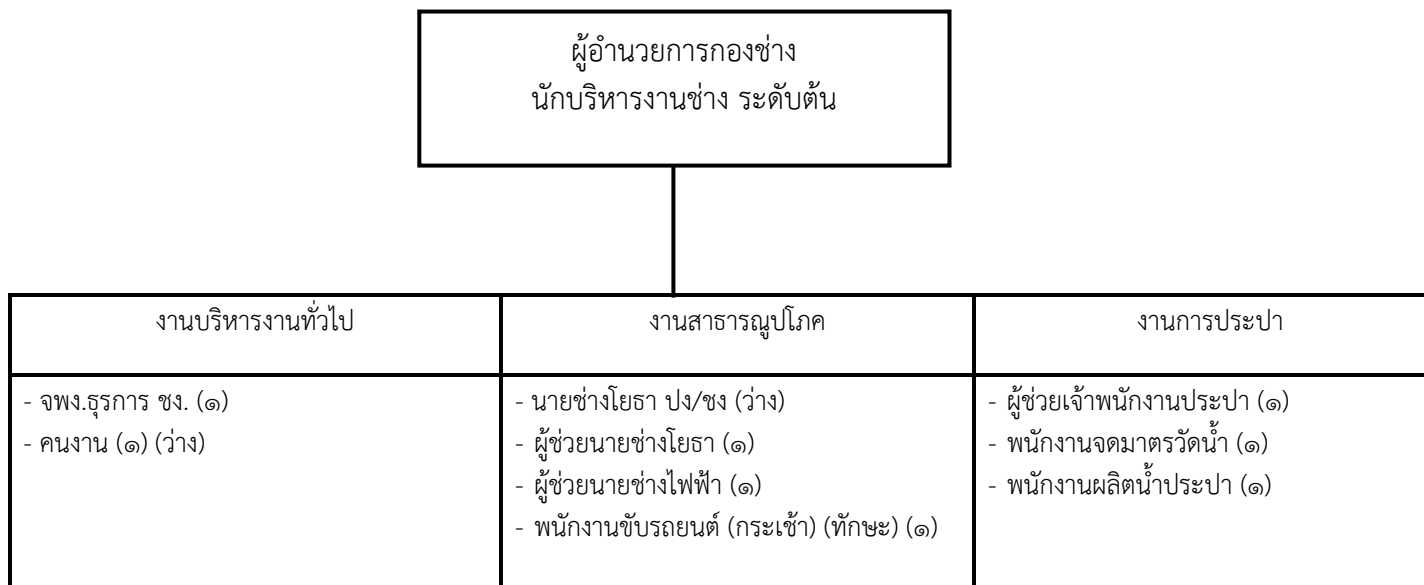 ผู้อำนวยการกองช่าง
นักบริหารงานช่าง ระดับต้น
งานบริหารงานทั่วไป
- จพง.ธุรการ ชง. (๑)
- คนงาน (๑) (ว่าง)
งานสาธารณูปโภค
- นายช่างโยธา ปง/ชง (ว่าง)
- ผู้ช่วยนายช่างโยธา (๑)
- ผู้ช่วยนายช่างไฟฟ้า (๑)
- พนักงานขับรถยนต์ (กระเช้า) (ทักษะ) (๑)
งานการประปา
- ผู้ช่วยเจ้าพนักงานประปา (๑)
- พนักงานจดมาตรวัดน้ำ (๑)
- พนักงานผลิตน้ำประปา (๑)